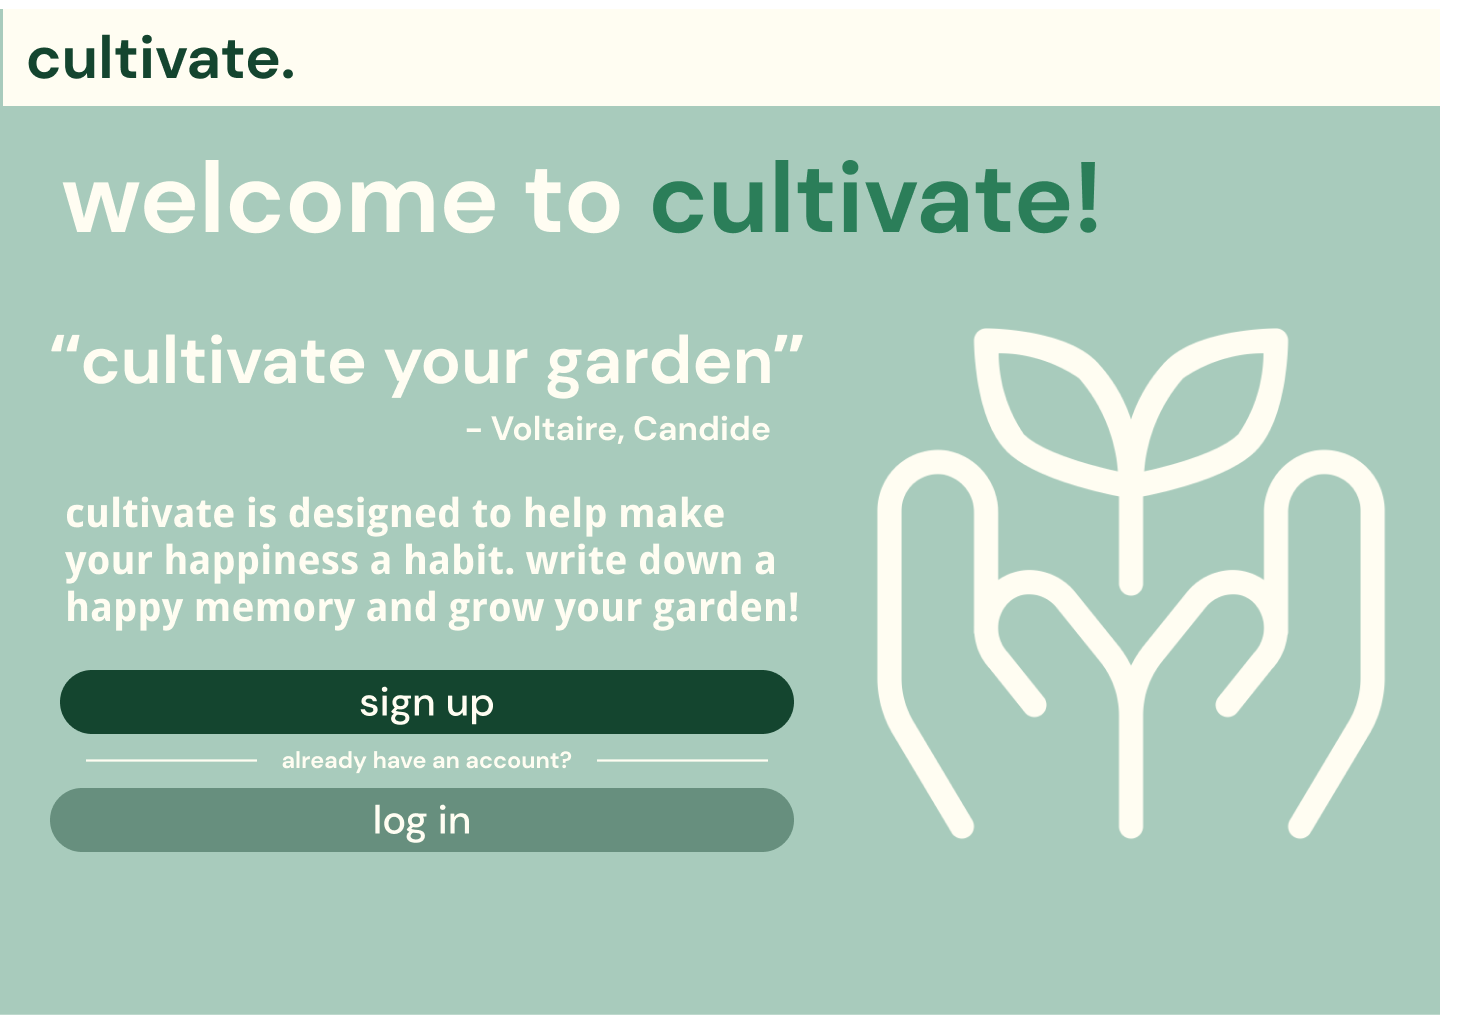 cultivate.
welcome to cultivate!
“cultivate your garden”
- Voltaire, Candide
cultivate is designed to help make
your happiness a habit. write down a
happy memory and grow your garden!
sign up
already have an account?
log in